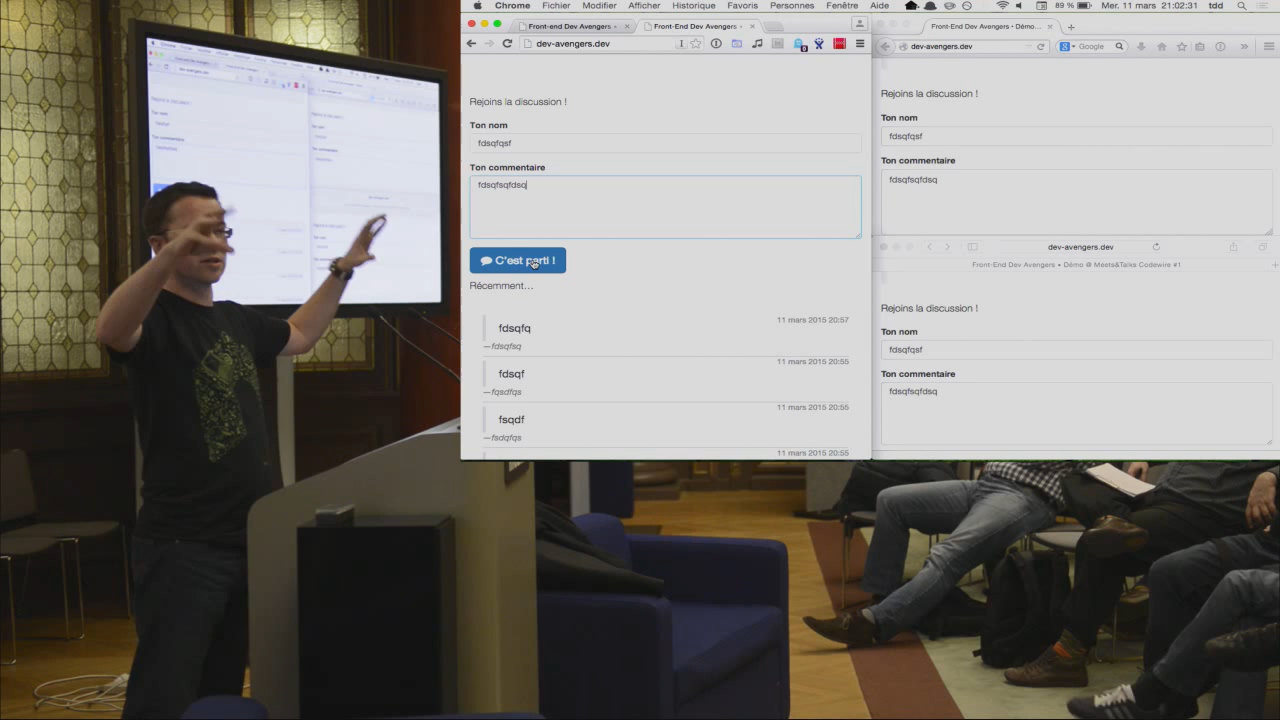 Chrome Fichier Modifier Afficher Historique Favoris Personnes Fenêtre Aide 89 % Mer. 11 mars 21:02:31 tdd
Front-end Dev Avengers
Front-End Dev Avengers
Front-End Dev Avengers • Démo...
dev-avengers.dev
dev-avengers.dev
Google
Rejoins la discussion !
Ton nom
fdsqfqsf
Ton commentaire
fdsqfsqfdsq
C'est parti !
Récemment…
11 mars 2015 20:57
fdsqfq
—fdsqfsq
11 mars 2015 20:55
fdsqf
—fqsdfqs
11 mars 2015 20:55
fsqdf
—fsdqfqs
11 mars 2015 20:55
Rejoins la discussion !
Ton nom
fdsqfqsf
Ton commentaire
fdsqfsqfdsq
dev-avengers.dev
Front-End Dev Avengers • Démo @ Meets&Talks Codewire #1
Rejoins la discussion !
Ton nom
fdsqfqsf
Ton commentaire
fdsqfsqfdsq